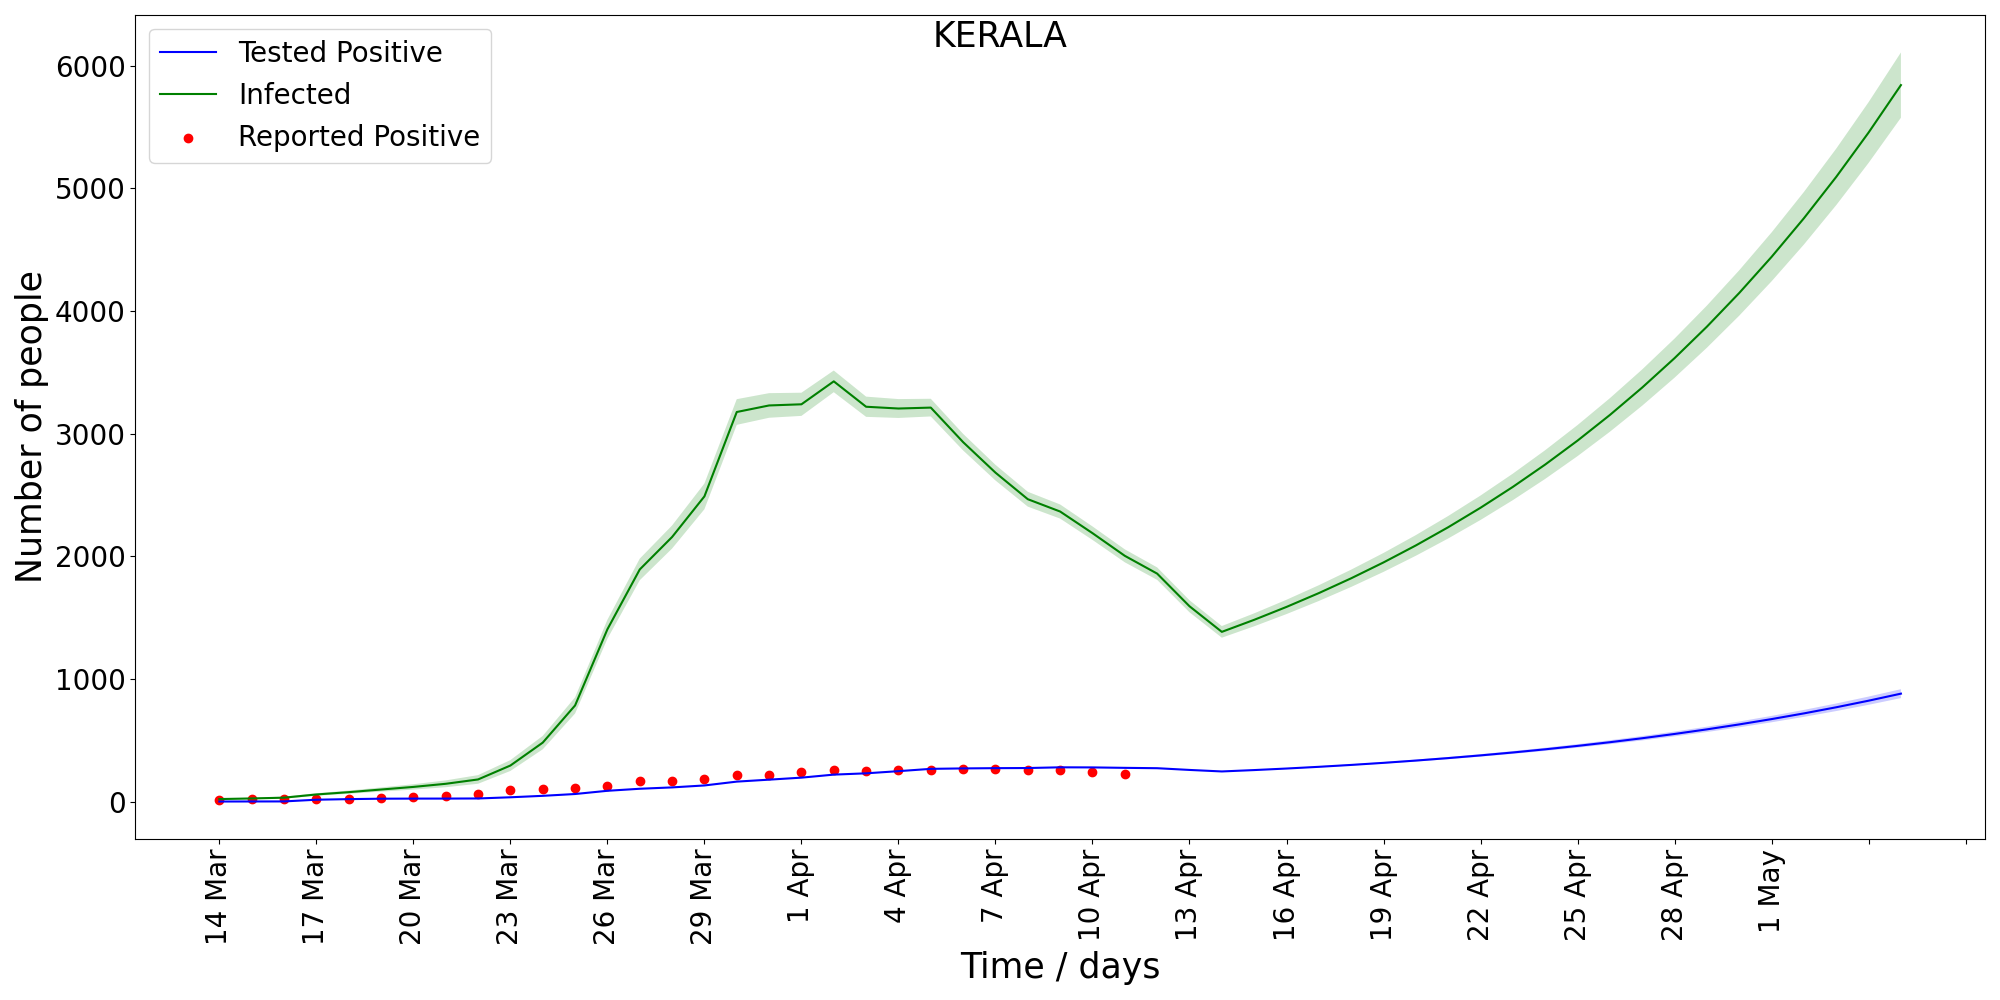 KERALA
Tested Positive
Infected
Reported Positive
Number of people
6000
5000
4000
3000
2000
1000
0
14 Mar
17 Mar
20 Mar
23 Mar
26 Mar
29 Mar
1 Apr
4 Apr
7 Apr
10 Apr
13 Apr
16 Apr
19 Apr
22 Apr
25 Apr
28 Apr
1 May
Time / days